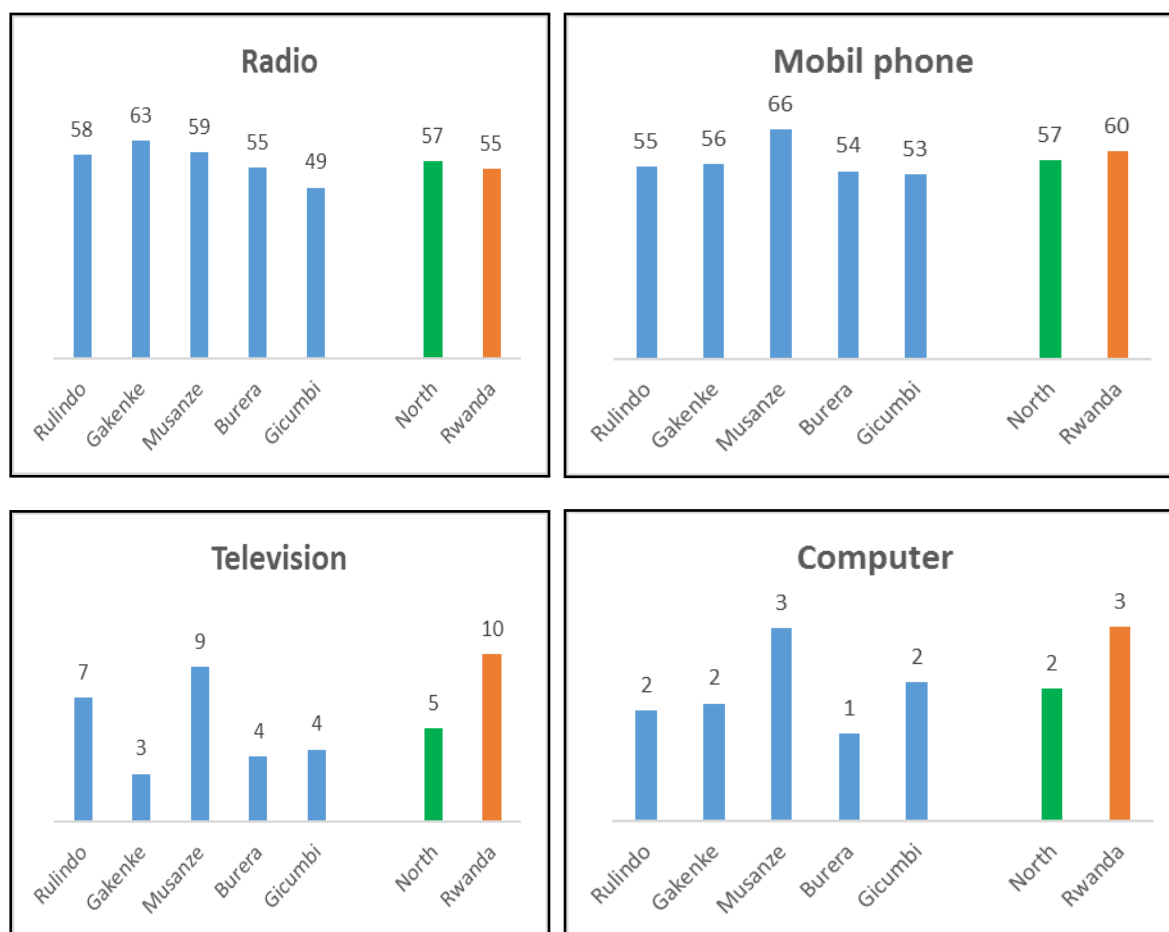 Radio
58 63 59 55 49 57 55
Rulindo Gakenke Musanze Burera Gicumbi North Rwanda
Mobil phone
55 56 66 54 53 57 60
Rulindo Gakenke Musanze Burera Gicumbi North Rwanda
Television
7 3 9 4 4 5 10
Rulindo Gakenke Musanze Burera Gicumbi North Rwanda
Computer
2 2 3 1 2 2 3
Rulindo Gakenke Musanze Burera Gicumbi North Rwanda